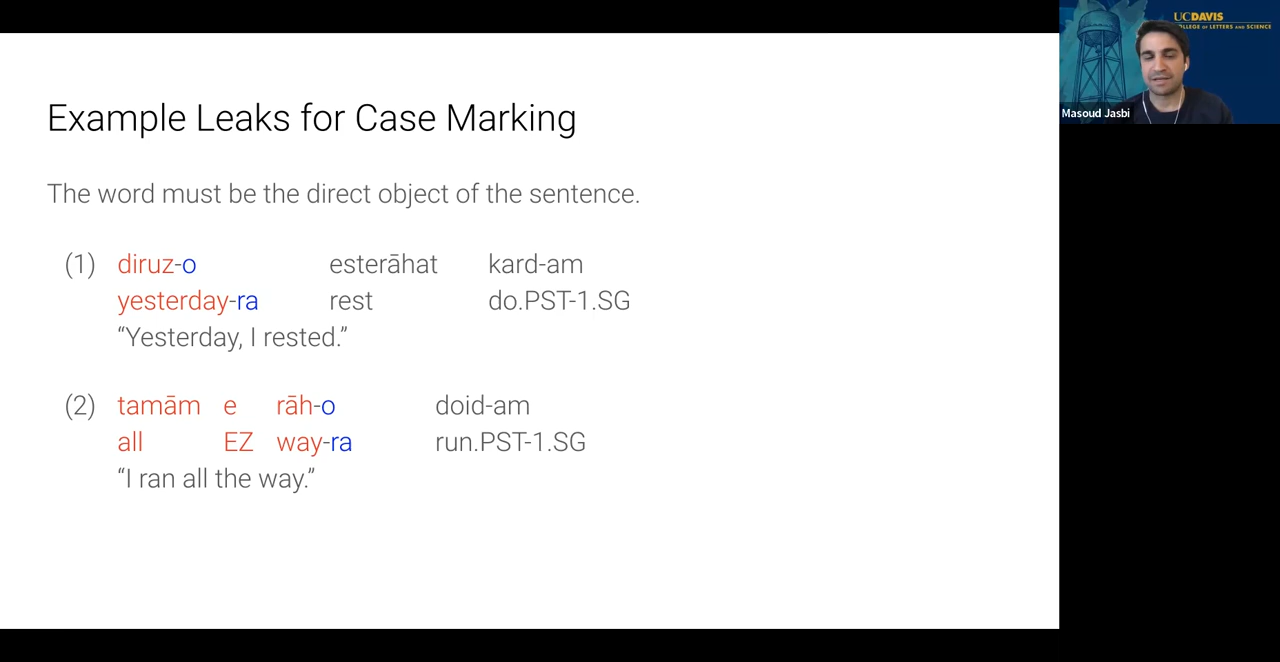 Example Leaks for Case Marking
The word must be the direct object of the sentence.
(1) diruz-o esterāhat kard-am
yesterday-ra rest do.PST-1.SG
“Yesterday, I rested.”
(2) tamām e rāh-o doid-am
all EZ way-ra run.PST-1.SG
“I ran all the way.”
UCDAVIS
COLLEGE OF LETTERS AND SCIENCE
Masoud Jasbi